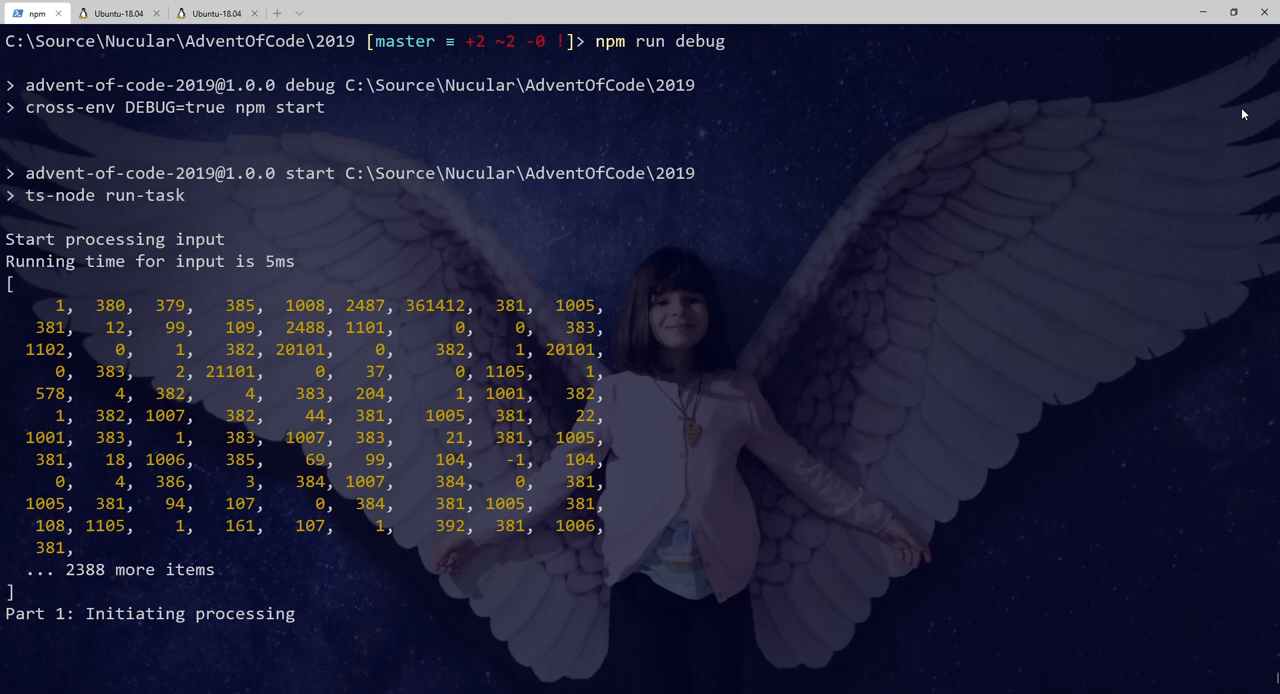 npm
Ubuntu-18.04
Ubuntu-18.04
C:\Source\Nucular\AdventOfCode\2019 [master ≡ +2 ~2 -0 !]> npm run debug
> advent-of-code-2019@1.0.0 debug C:\Source\Nucular\AdventOfCode\2019
> cross-env DEBUG=true npm start
> advent-of-code-2019@1.0.0 start C:\Source\Nucular\AdventOfCode\2019
> ts-node run-task
Start processing input
Running time for input is 5ms
[
1, 380, 379, 385, 1008, 2487, 361412, 381, 1005,
381, 12, 99, 109, 2488, 1101, 0, 0, 383,
1102, 0, 1, 382, 20101, 0, 382, 1, 20101,
0, 383, 2, 21101, 0, 37, 0, 1105, 1,
578, 4, 382, 4, 383, 204, 1, 1001, 382,
1, 382, 1007, 382, 44, 381, 1005, 381, 22,
1001, 383, 1, 383, 1007, 383, 21, 381, 1005,
381, 18, 1006, 385, 69, 99, 104, -1, 104,
0, 4, 386, 3, 384, 1007, 384, 0, 381,
1005, 381, 94, 107, 0, 384, 381, 1005, 381,
108, 1105, 1, 161, 107, 1, 392, 381, 1006,
381,
... 2388 more items
]
Part 1: Initiating processing